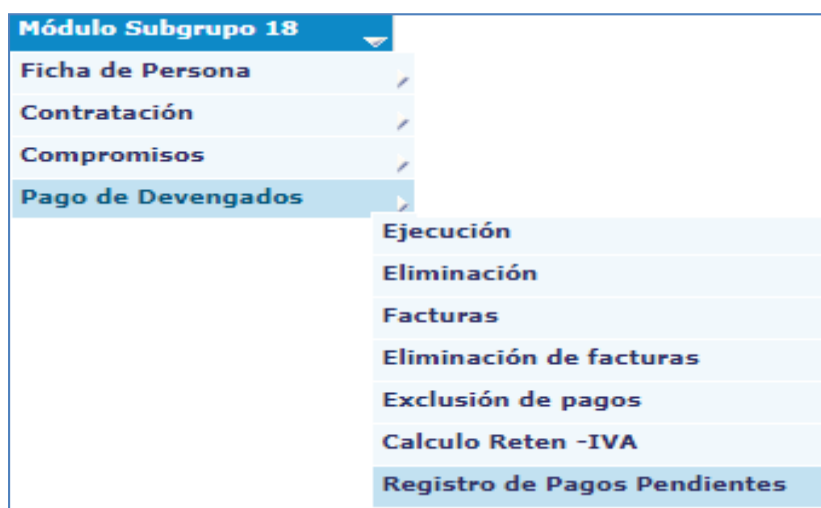 Módulo Subgrupo 18
Ficha de Persona
Contratación
Compromisos
Pago de Devengados
Ejecución
Eliminación
Facturas
Eliminación de facturas
Exclusión de pagos
Calculo Reten -IVA
Registro de Pagos Pendientes